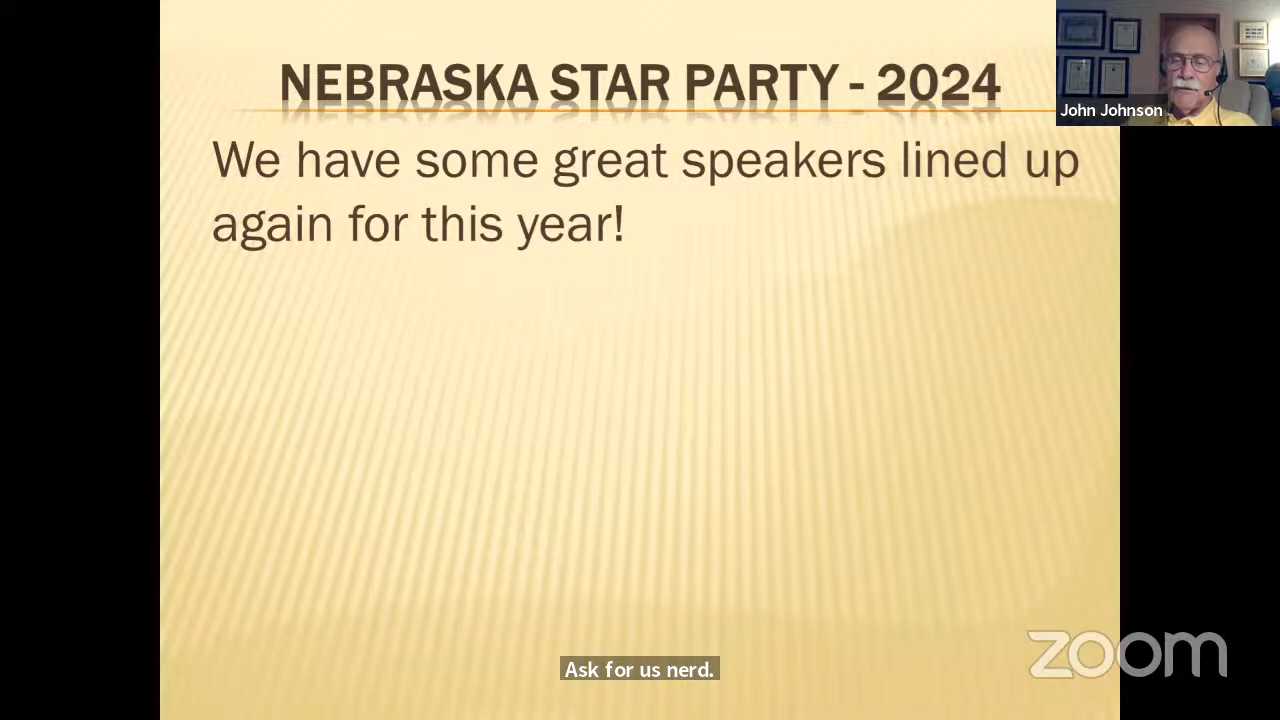 NEBRASKA STAR PARTY - 2024
John Johnson
We have some great speakers lined up
again for this year!
zoom
Ask for us nerd.